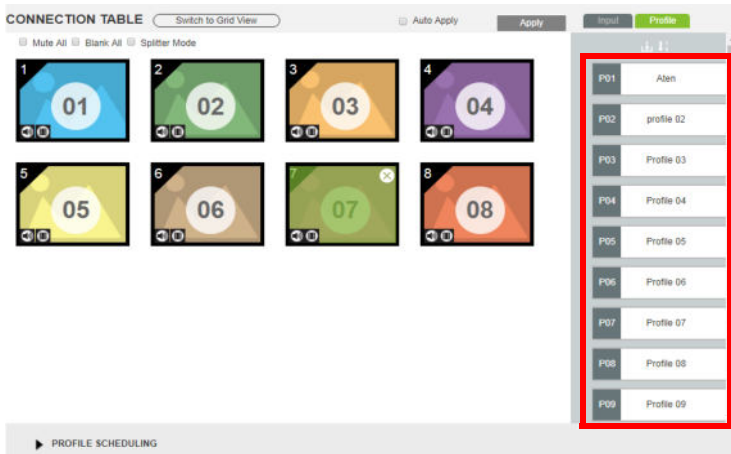 CONNECTION TABLE Switch to Grid View Auto Apply Apply Input Profile
Mute All Blank All Splitter Mode
1 01 2 02 3 03 4 04
5 05 6 06 7 07 8 08
P01 Aten
P02 profile 02
P03 Profile 03
P04 Profile 04
P05 Profile 05
P06 Profile 06
P07 Profile 07
P08 Profile 08
P09 Profile 09
PROFILE SCHEDULING